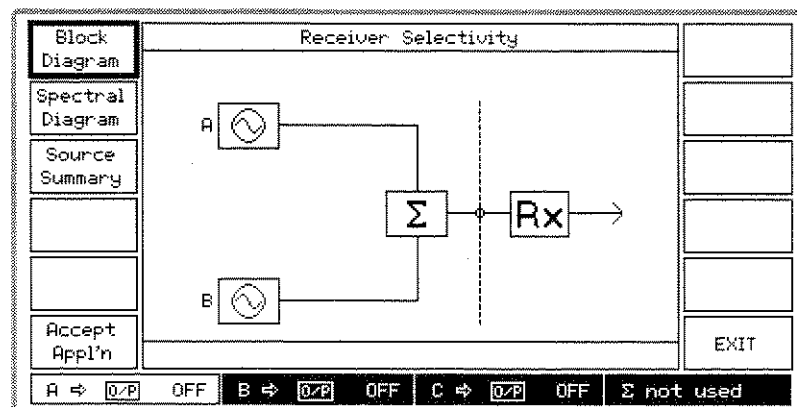 Block
Diagram
Receiver Selectivity
Spectral
Diagram
A
Source
Summary
Σ
Rx
B
Accept
Appl'n
EXIT
A ⇨ O/P OFF B ⇨ O/P OFF C ⇨ O/P OFF Σ not used